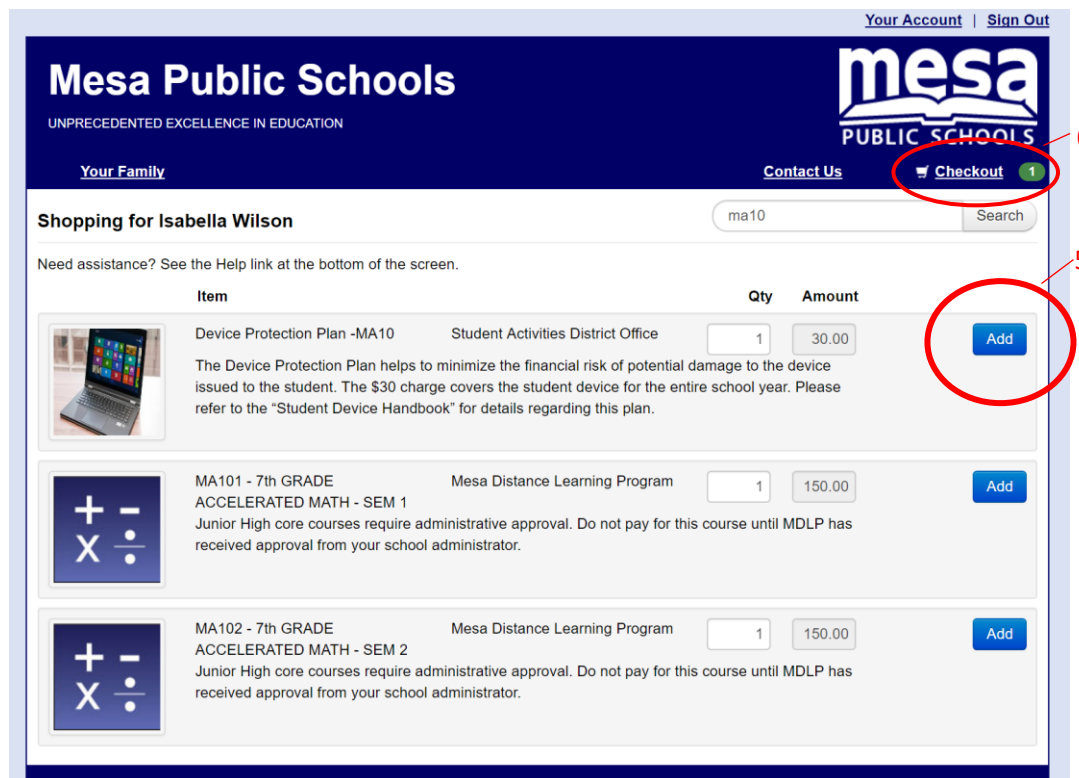 Your Account | Sign Out
Mesa Public Schools
UNPRECEDENTED EXCELLENCE IN EDUCATION
mesa
PUBLIC SCHOOLS
Your Family
Contact Us
Checkout 1
Shopping for Isabella Wilson
ma10
Search
Need assistance? See the Help link at the bottom of the screen.
5
Item Qty Amount
Device Protection Plan -MA10 Student Activities District Office 1 30.00 Add
The Device Protection Plan helps to minimize the financial risk of potential damage to the device
issued to the student. The $30 charge covers the student device for the entire school year. Please
refer to the “Student Device Handbook” for details regarding this plan.
MA101 - 7th GRADE Mesa Distance Learning Program 1 150.00 Add
ACCELERATED MATH - SEM 1
Junior High core courses require administrative approval. Do not pay for this course until MDLP has
received approval from your school administrator.
MA102 - 7th GRADE Mesa Distance Learning Program 1 150.00 Add
ACCELERATED MATH - SEM 2
Junior High core courses require administrative approval. Do not pay for this course until MDLP has
received approval from your school administrator.